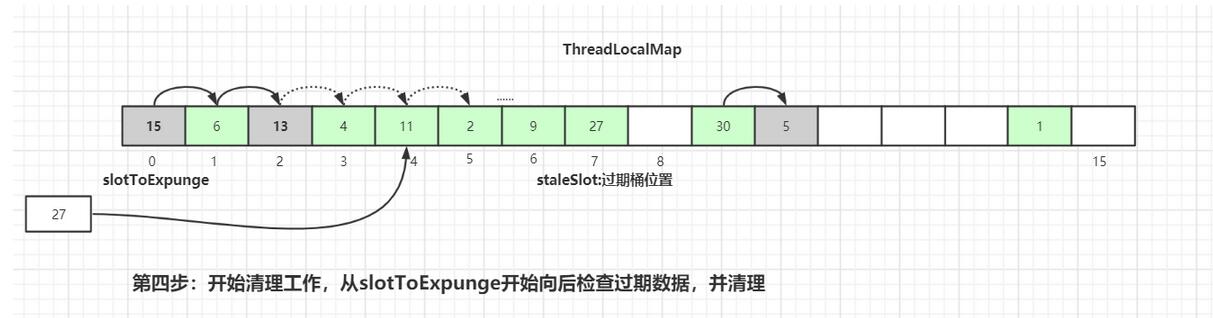 ThreadLocalMap
......
15 6 13 4 11 2 9 27 30 5 1
0 1 2 3 4 5 6 7 8 15
slotToExpunge staleSlot:过期桶位置
27
第四步：开始清理工作，从slotToExpunge开始向后检查过期数据，并清理